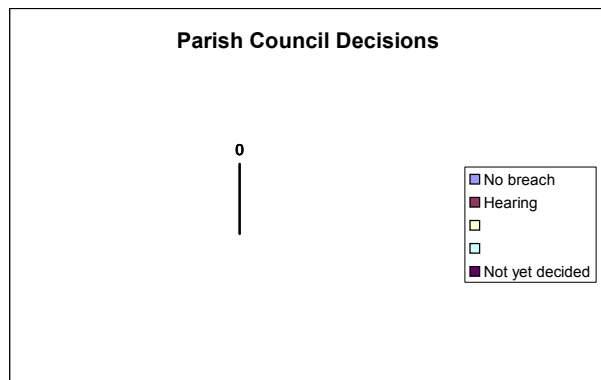 Parish Council Decisions
0
No breach
Hearing
Not yet decided